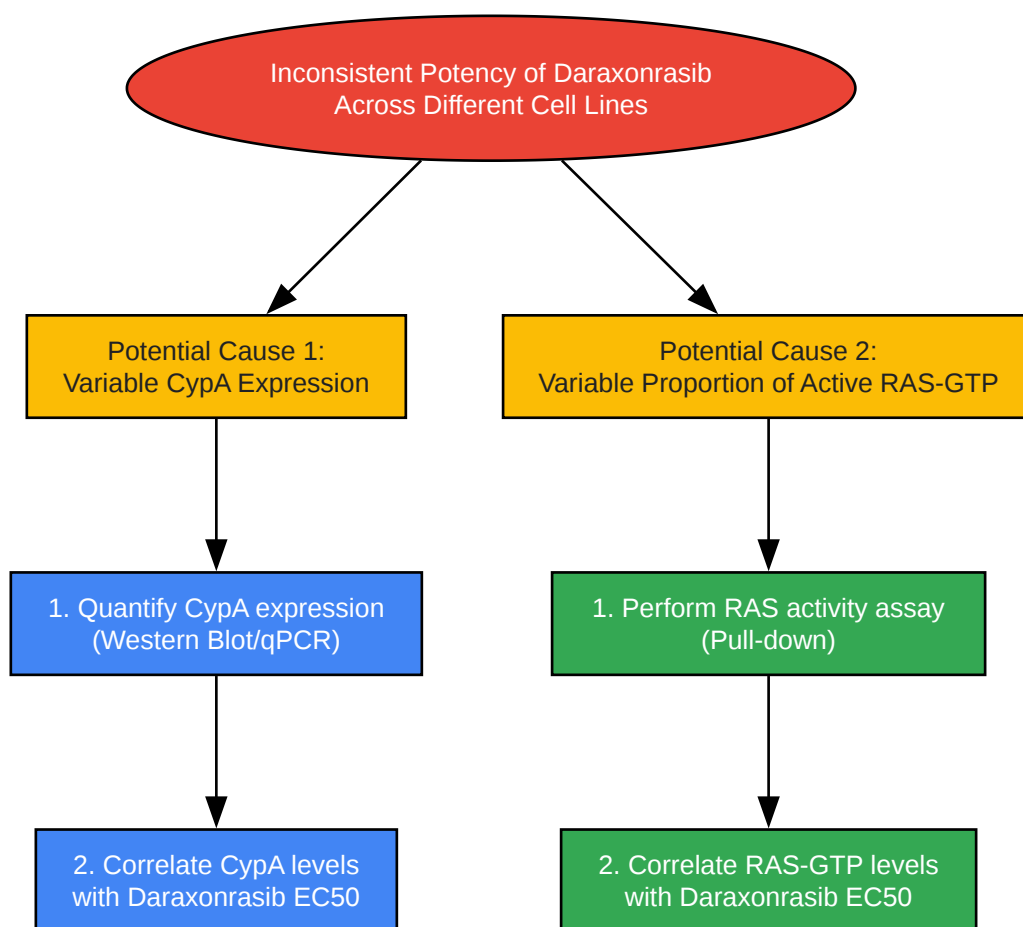 Inconsistent Potency of Daraxonrasib
Across Different Cell Lines
Potential Cause 1:
Variable CypA Expression
Potential Cause 2:
Variable Proportion of Active RAS-GTP
1. Quantify CypA expression
(Western Blot/qPCR)
1. Perform RAS activity assay
(Pull-down)
2. Correlate CypA levels
with Daraxonrasib EC50
2. Correlate RAS-GTP levels
with Daraxonrasib EC50